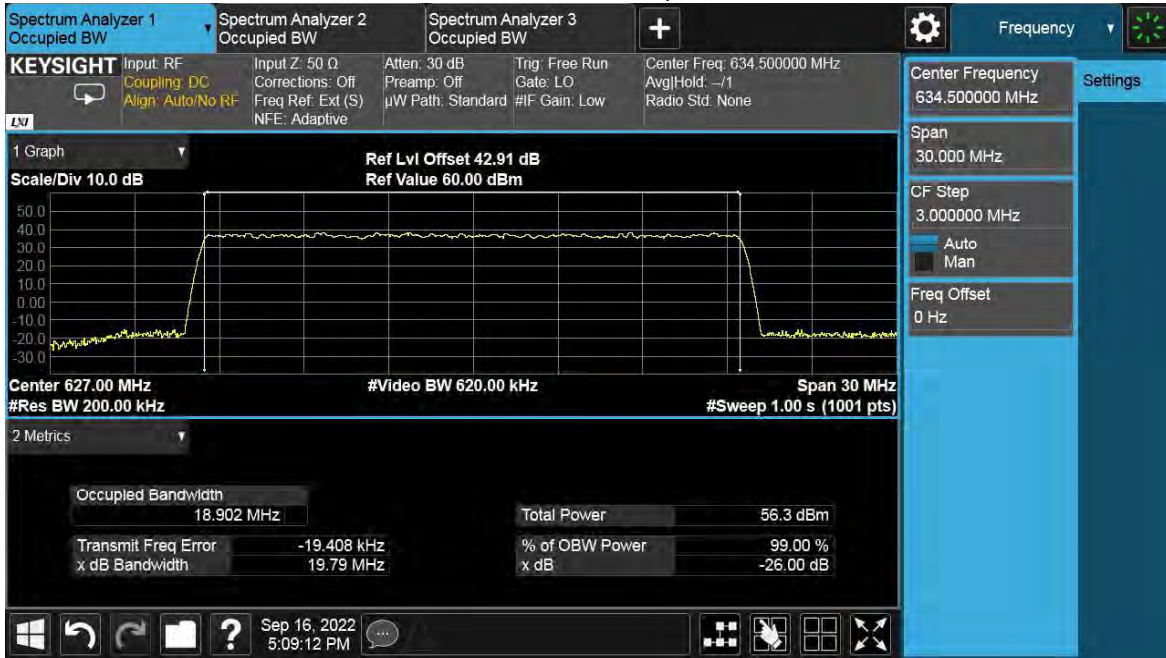 Spectrum Analyzer 1
Occupied BW
Spectrum Analyzer 2
Occupied BW
Spectrum Analyzer 3
Occupied BW
+
Frequency
KEYSIGHT
LXI
Input: RF
Coupling: DC
Align: Auto/No RF
Input Z: 50 Ω
Corrections: Off
Freq Ref: Ext (S)
NFE: Adaptive
Atten: 30 dB
Preamp: Off
µW Path: Standard
Trig: Free Run
Gate: LO
#IF Gain: Low
Center Freq: 634.500000 MHz
Avg|Hold: --/1
Radio Std: None
Center Frequency
634.500000 MHz
Settings
Span
30.000 MHz
CF Step
3.000000 MHz
Auto
Man
Freq Offset
0 Hz
1 Graph
Scale/Div 10.0 dB
Ref Lvl Offset 42.91 dB
Ref Value 60.00 dBm
50.0
40.0
30.0
20.0
10.0
0.00
-10.0
-20.0
-30.0
Center 627.00 MHz
#Res BW 200.00 kHz
#Video BW 620.00 kHz
Span 30 MHz
#Sweep 1.00 s (1001 pts)
2 Metrics
Occupied Bandwidth
18.902 MHz
Total Power 56.3 dBm
Transmit Freq Error -19.408 kHz
% of OBW Power 99.00 %
x dB Bandwidth 19.79 MHz
x dB -26.00 dB
?
Sep 16, 2022
5:09:12 PM